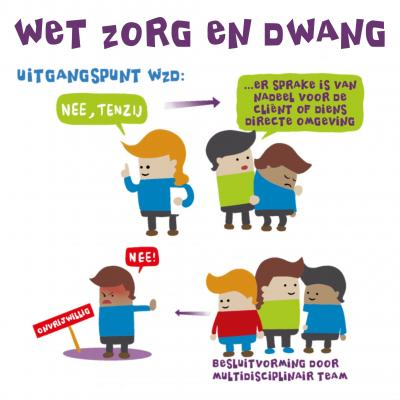 WET ZORG EN DWANG
UITGANGSPUNT WZD:
NEE, TENZIJ
...ER SPRAKE IS VAN
NADEEL VOOR DE
CLIËNT OF DIENS
DIRECTE OMGEVING
NEE!
ONVRIJWILLIG
BESLUITVORMING DOOR
MULTIDISCIPLINAIR TEAM